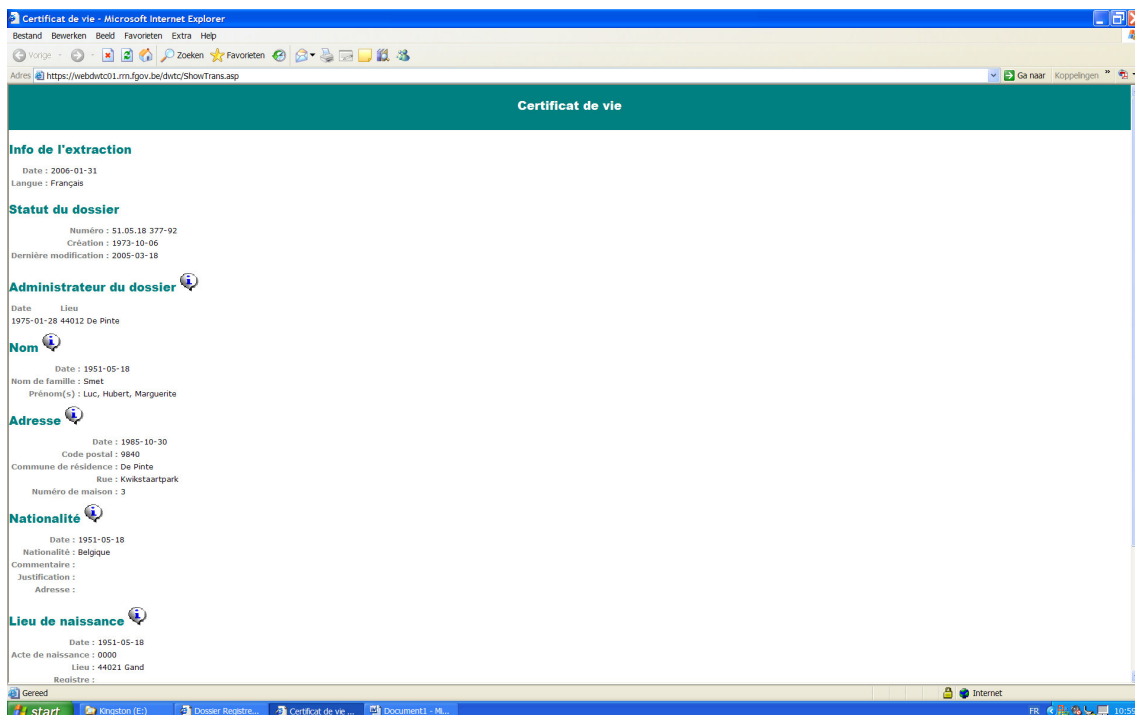 Certificat de vie - Microsoft Internet Explorer
Bestand Bewerken Beeld Favorieten Extra Help
Vorige Zoeken Favorieten
Adres https://webdwtc01.rrn.fgov.be/dwtc/ShowTrans.asp Ga naar Koppelingen »
Certificat de vie
Info de l'extraction
Date : 2006-01-31
Langue : Français
Statut du dossier
Numéro : 51.05.18 377-92
Création : 1973-10-06
Dernière modification : 2005-03-18
Administrateur du dossier
Date Lieu
1975-01-28 44012 De Pinte
Nom
Date : 1951-05-18
Nom de famille : Smet
Prénom(s) : Luc, Hubert, Marguerite
Adresse
Date : 1985-10-30
Code postal : 9840
Commune de résidence : De Pinte
Rue : Kwikstaartpark
Numéro de maison : 3
Nationalité
Date : 1951-05-18
Nationalité : Belgique
Commentaire :
Justification :
Adresse :
Lieu de naissance
Date : 1951-05-18
Acte de naissance : 0000
Lieu : 44021 Gand
Registre :
Gereed Internet
start Kingston (E:) Dossier Registre... Certificat de vie ... Document1 - Mi... FR 10:59